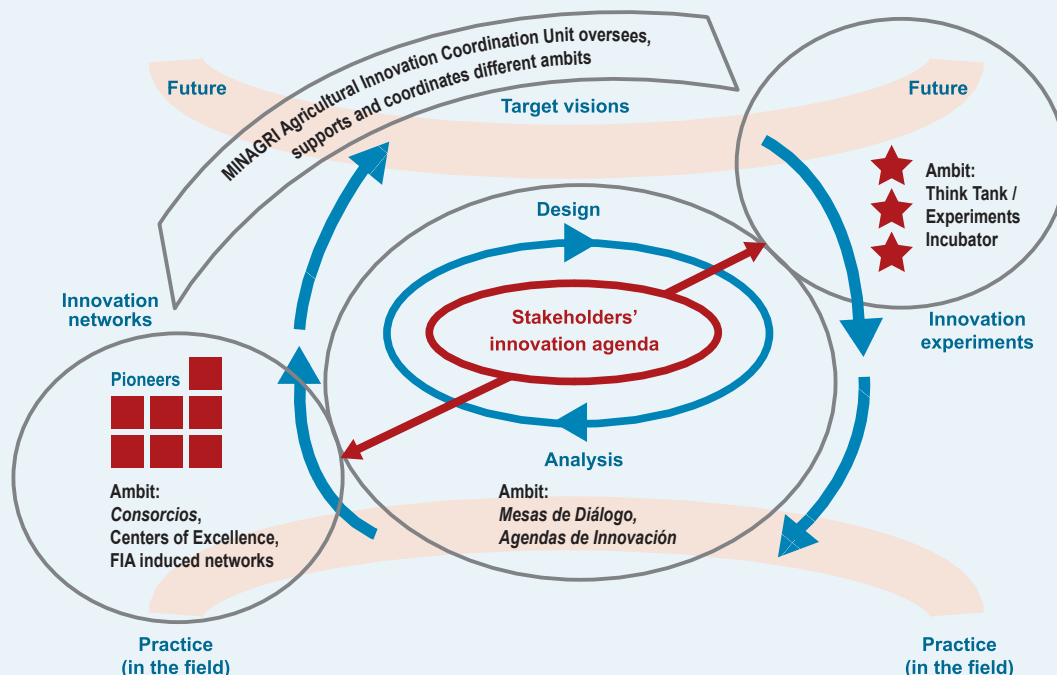 MINAGRI Agricultural Innovation Coordination Unit oversees,
supports and coordinates different ambits
Future
Target visions
Future
Ambit:
Think Tank /
Experiments
Incubator
Design
Innovation
networks
Stakeholders’
innovation agenda
Innovation
experiments
Pioneers
Analysis
Ambit:
Consorcios,
Centers of Excellence,
FIA induced networks
Ambit:
Mesas de Diálogo,
Agendas de Innovación
Practice
(in the field)
Practice
(in the field)